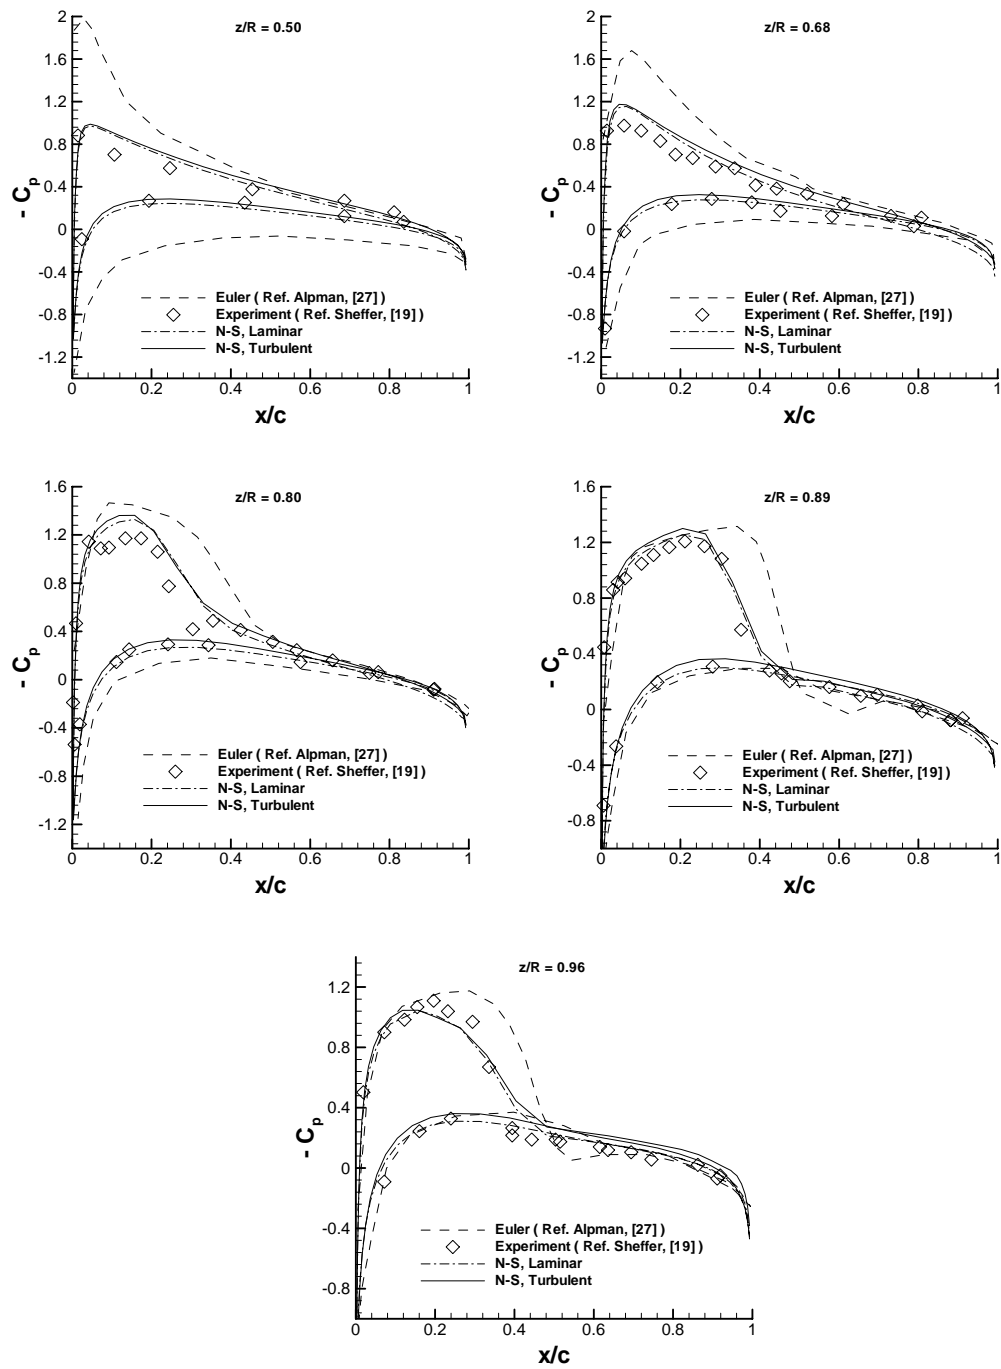 z/R = 0.50
2
1.6
1.2
0.8
0.4
0
-0.4
-0.8
-1.2
- Cp
Euler ( Ref. Alpman, [27] )
Experiment ( Ref. Sheffer, [19] )
N-S, Laminar
N-S, Turbulent
0 0.2 0.4 0.6 0.8 1
x/c
z/R = 0.68
2
1.6
1.2
0.8
0.4
0
-0.4
-0.8
-1.2
- Cp
Euler ( Ref. Alpman, [27] )
Experiment ( Ref. Sheffer, [19] )
N-S, Laminar
N-S, Turbulent
0 0.2 0.4 0.6 0.8 1
x/c
z/R = 0.80
1.6
1.2
0.8
0.4
0
-0.4
-0.8
-1.2
- Cp
Euler ( Ref. Alpman, [27] )
Experiment ( Ref. Sheffer, [19] )
N-S, Laminar
N-S, Turbulent
0 0.2 0.4 0.6 0.8 1
x/c
z/R = 0.89
1.6
1.2
0.8
0.4
0
-0.4
-0.8
- Cp
Euler ( Ref. Alpman, [27] )
Experiment ( Ref. Sheffer, [19] )
N-S, Laminar
N-S, Turbulent
0 0.2 0.4 0.6 0.8 1
x/c
z/R = 0.96
1.2
0.8
0.4
0
-0.4
-0.8
- Cp
Euler ( Ref. Alpman, [27] )
Experiment ( Ref. Sheffer, [19] )
N-S, Laminar
N-S, Turbulent
0 0.2 0.4 0.6 0.8 1
x/c